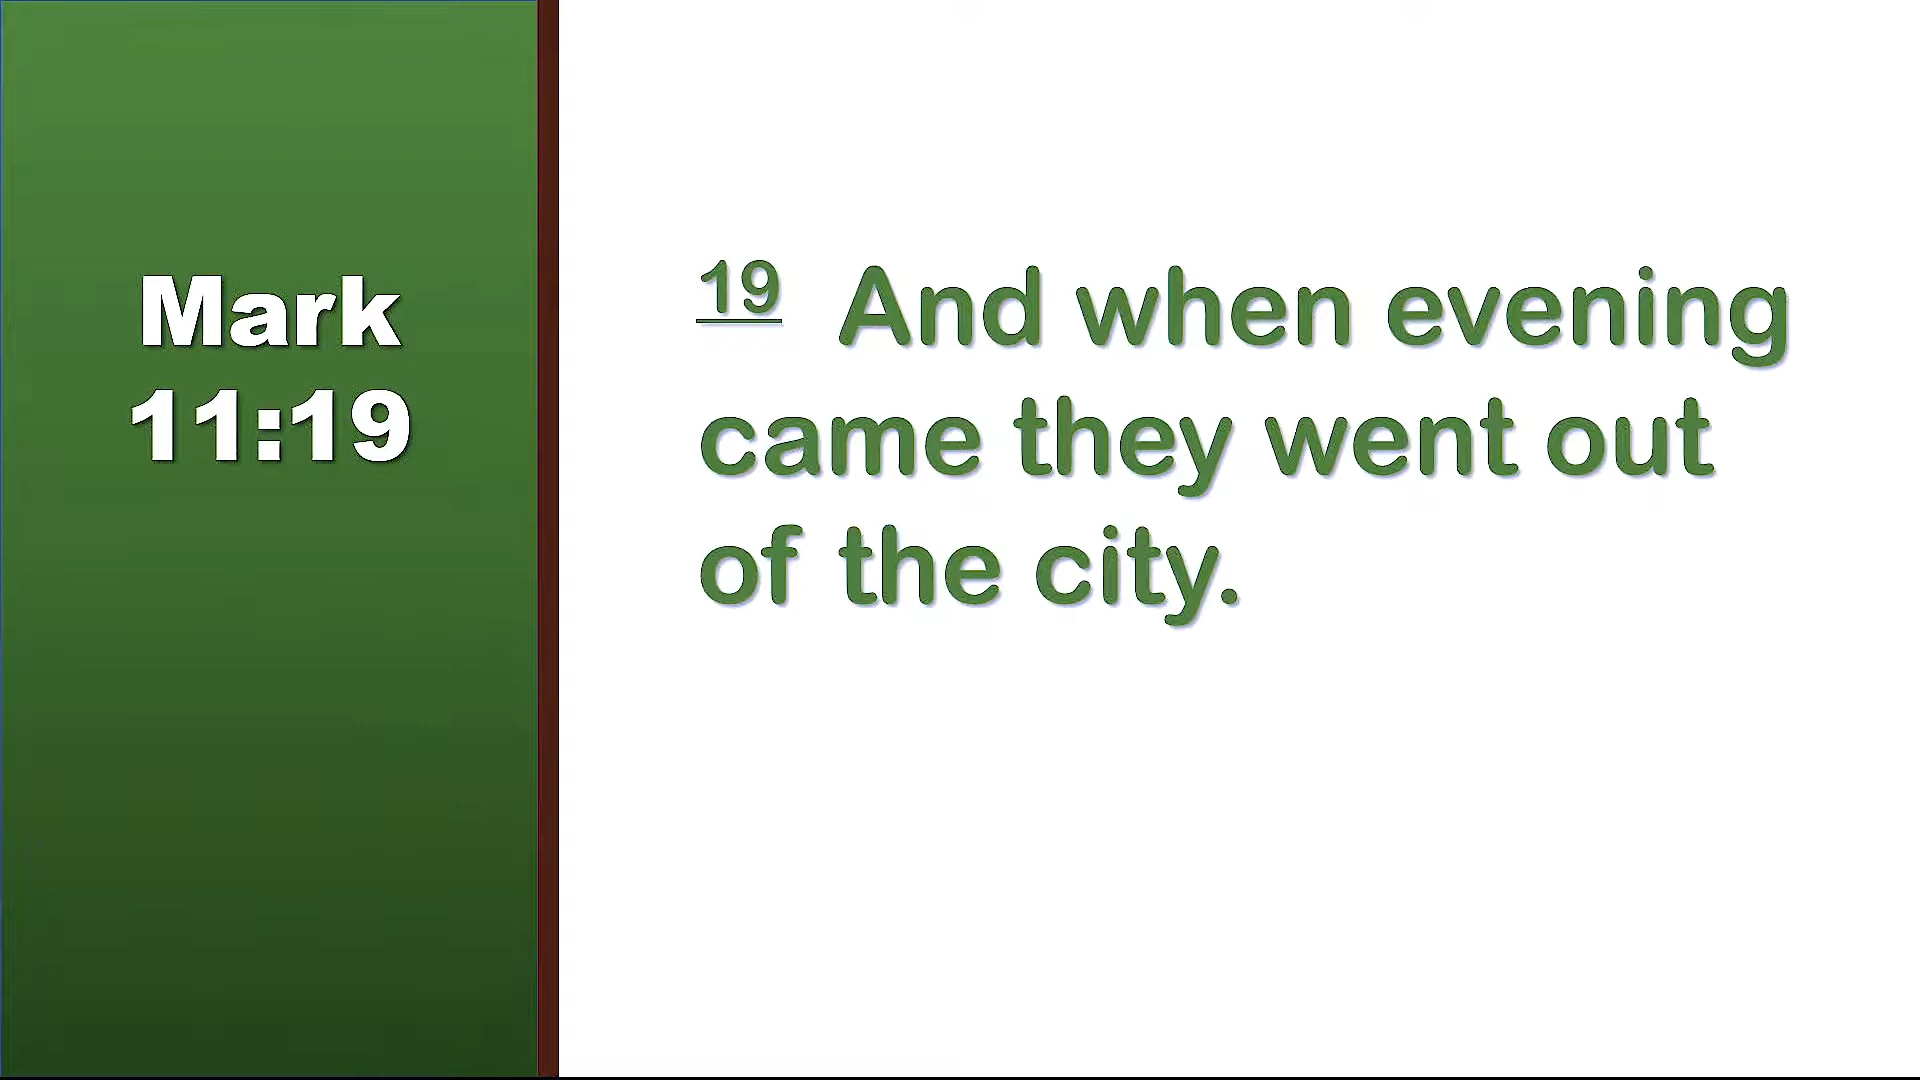 Mark
11:19
19 And when evening
came they went out
of the city.